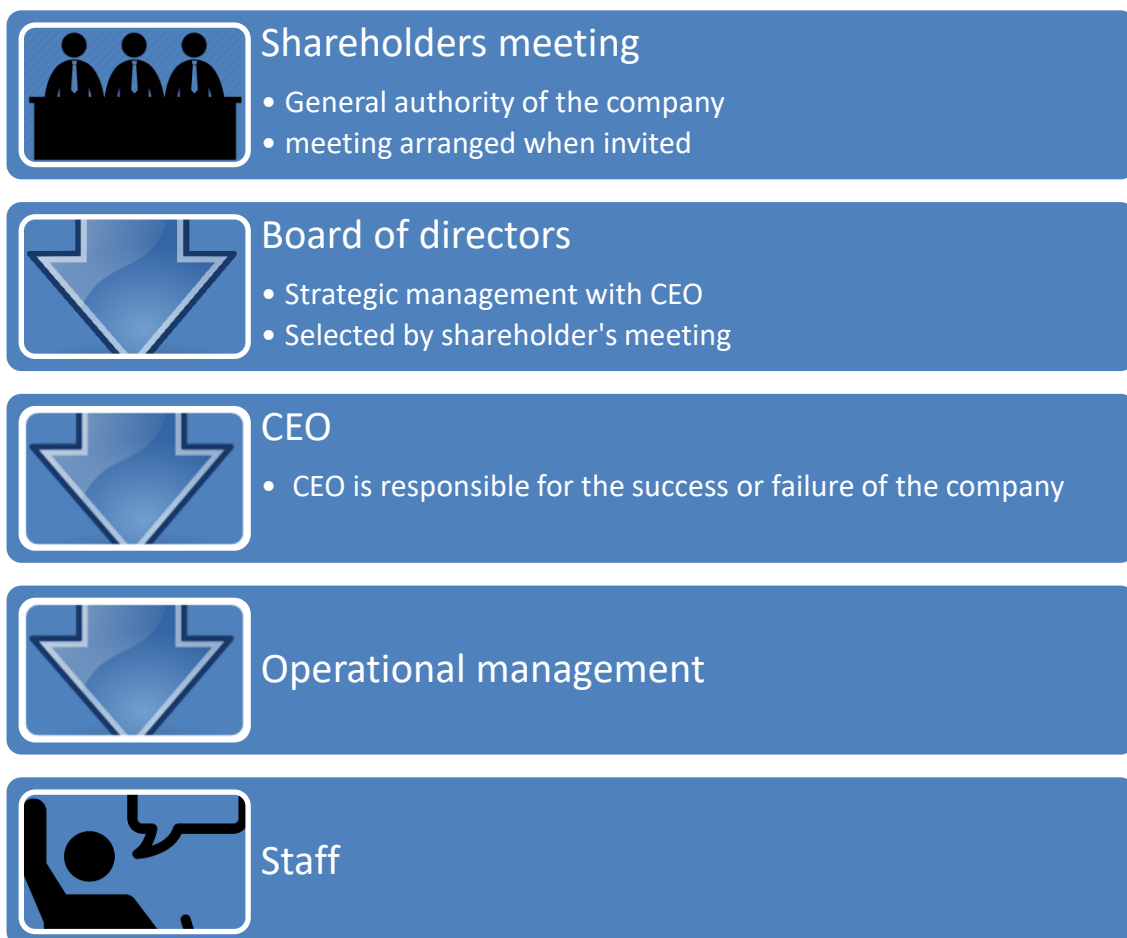 Shareholders meeting
• General authority of the company
• meeting arranged when invited
Board of directors
• Strategic management with CEO
• Selected by shareholder's meeting
CEO
• CEO is responsible for the success or failure of the company
Operational management
Staff